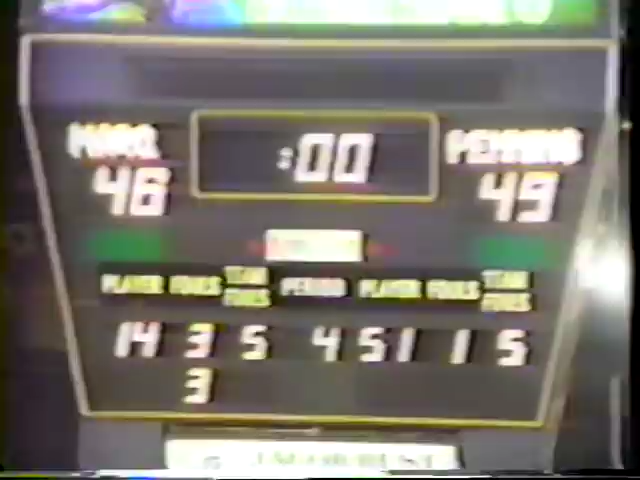 :00
46 49
PLAYER FOULS TEAM FOULS PERIOD PLAYER FOULS TEAM FOULS
14 3 5 4 51 1 5
3